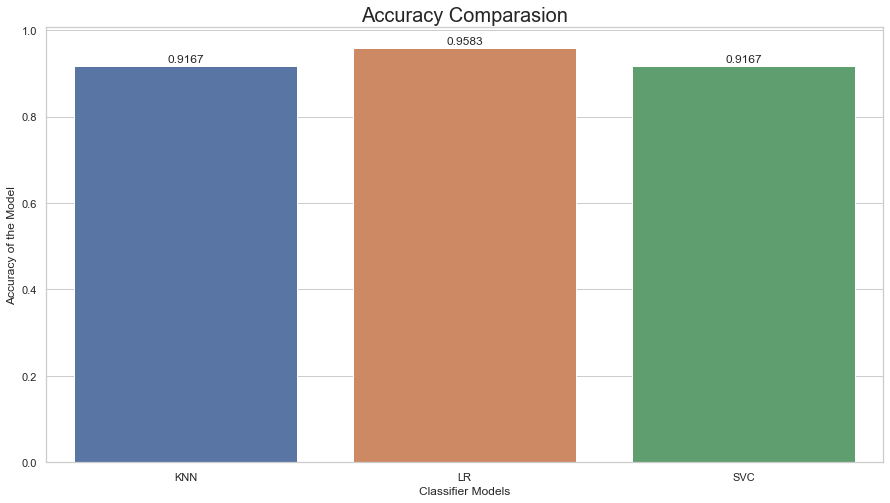 Accuracy Comparasion
0.9583
0.9167
0.9167
1.0
0.8
0.6
0.4
0.2
0.0
Accuracy of the Model
KNN
LR
SVC
Classifier Models